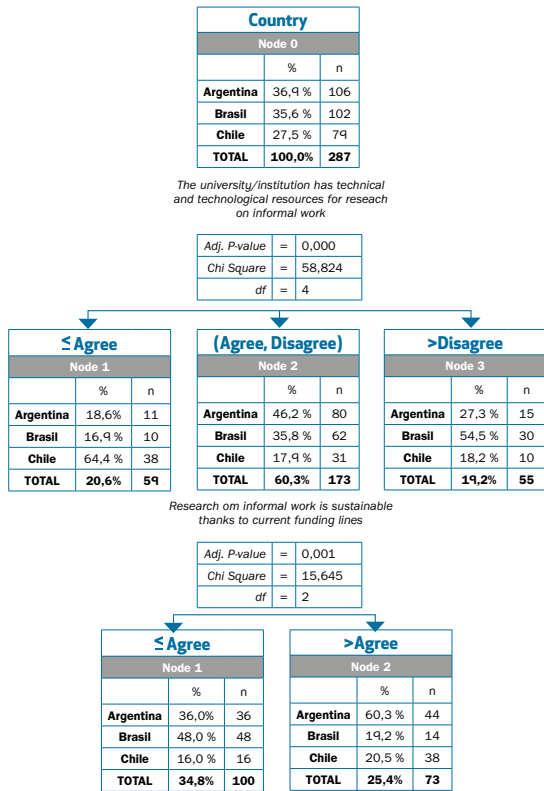 Country
Node 0
% n
Argentina 36,9 % 106
Brasil 35,6 % 102
Chile 27,5 % 79
TOTAL 100,0% 287
The university/institution has technical
and technological resources for reseach
on informal work
Adj. P-value = 0,000
Chi Square = 58,824
df = 4
≤ Agree
Node 1
% n
Argentina 18,6% 11
Brasil 16,9 % 10
Chile 64,4 % 38
TOTAL 20,6% 59
(Agree, Disagree)
Node 2
% n
Argentina 46,2 % 80
Brasil 35,8 % 62
Chile 17,9 % 31
TOTAL 60,3% 173
>Disagree
Node 3
% n
Argentina 27,3 % 15
Brasil 54,5 % 30
Chile 18,2 % 10
TOTAL 19,2% 55
Research om informal work is sustainable
thanks to current funding lines
Adj. P-value = 0,001
Chi Square = 15,645
df = 2
≤ Agree
Node 1
% n
Argentina 36,0% 36
Brasil 48,0 % 48
Chile 16,0 % 16
TOTAL 34,8% 100
>Agree
Node 2
% n
Argentina 60,3 % 44
Brasil 19,2 % 14
Chile 20,5 % 38
TOTAL 25,4% 73